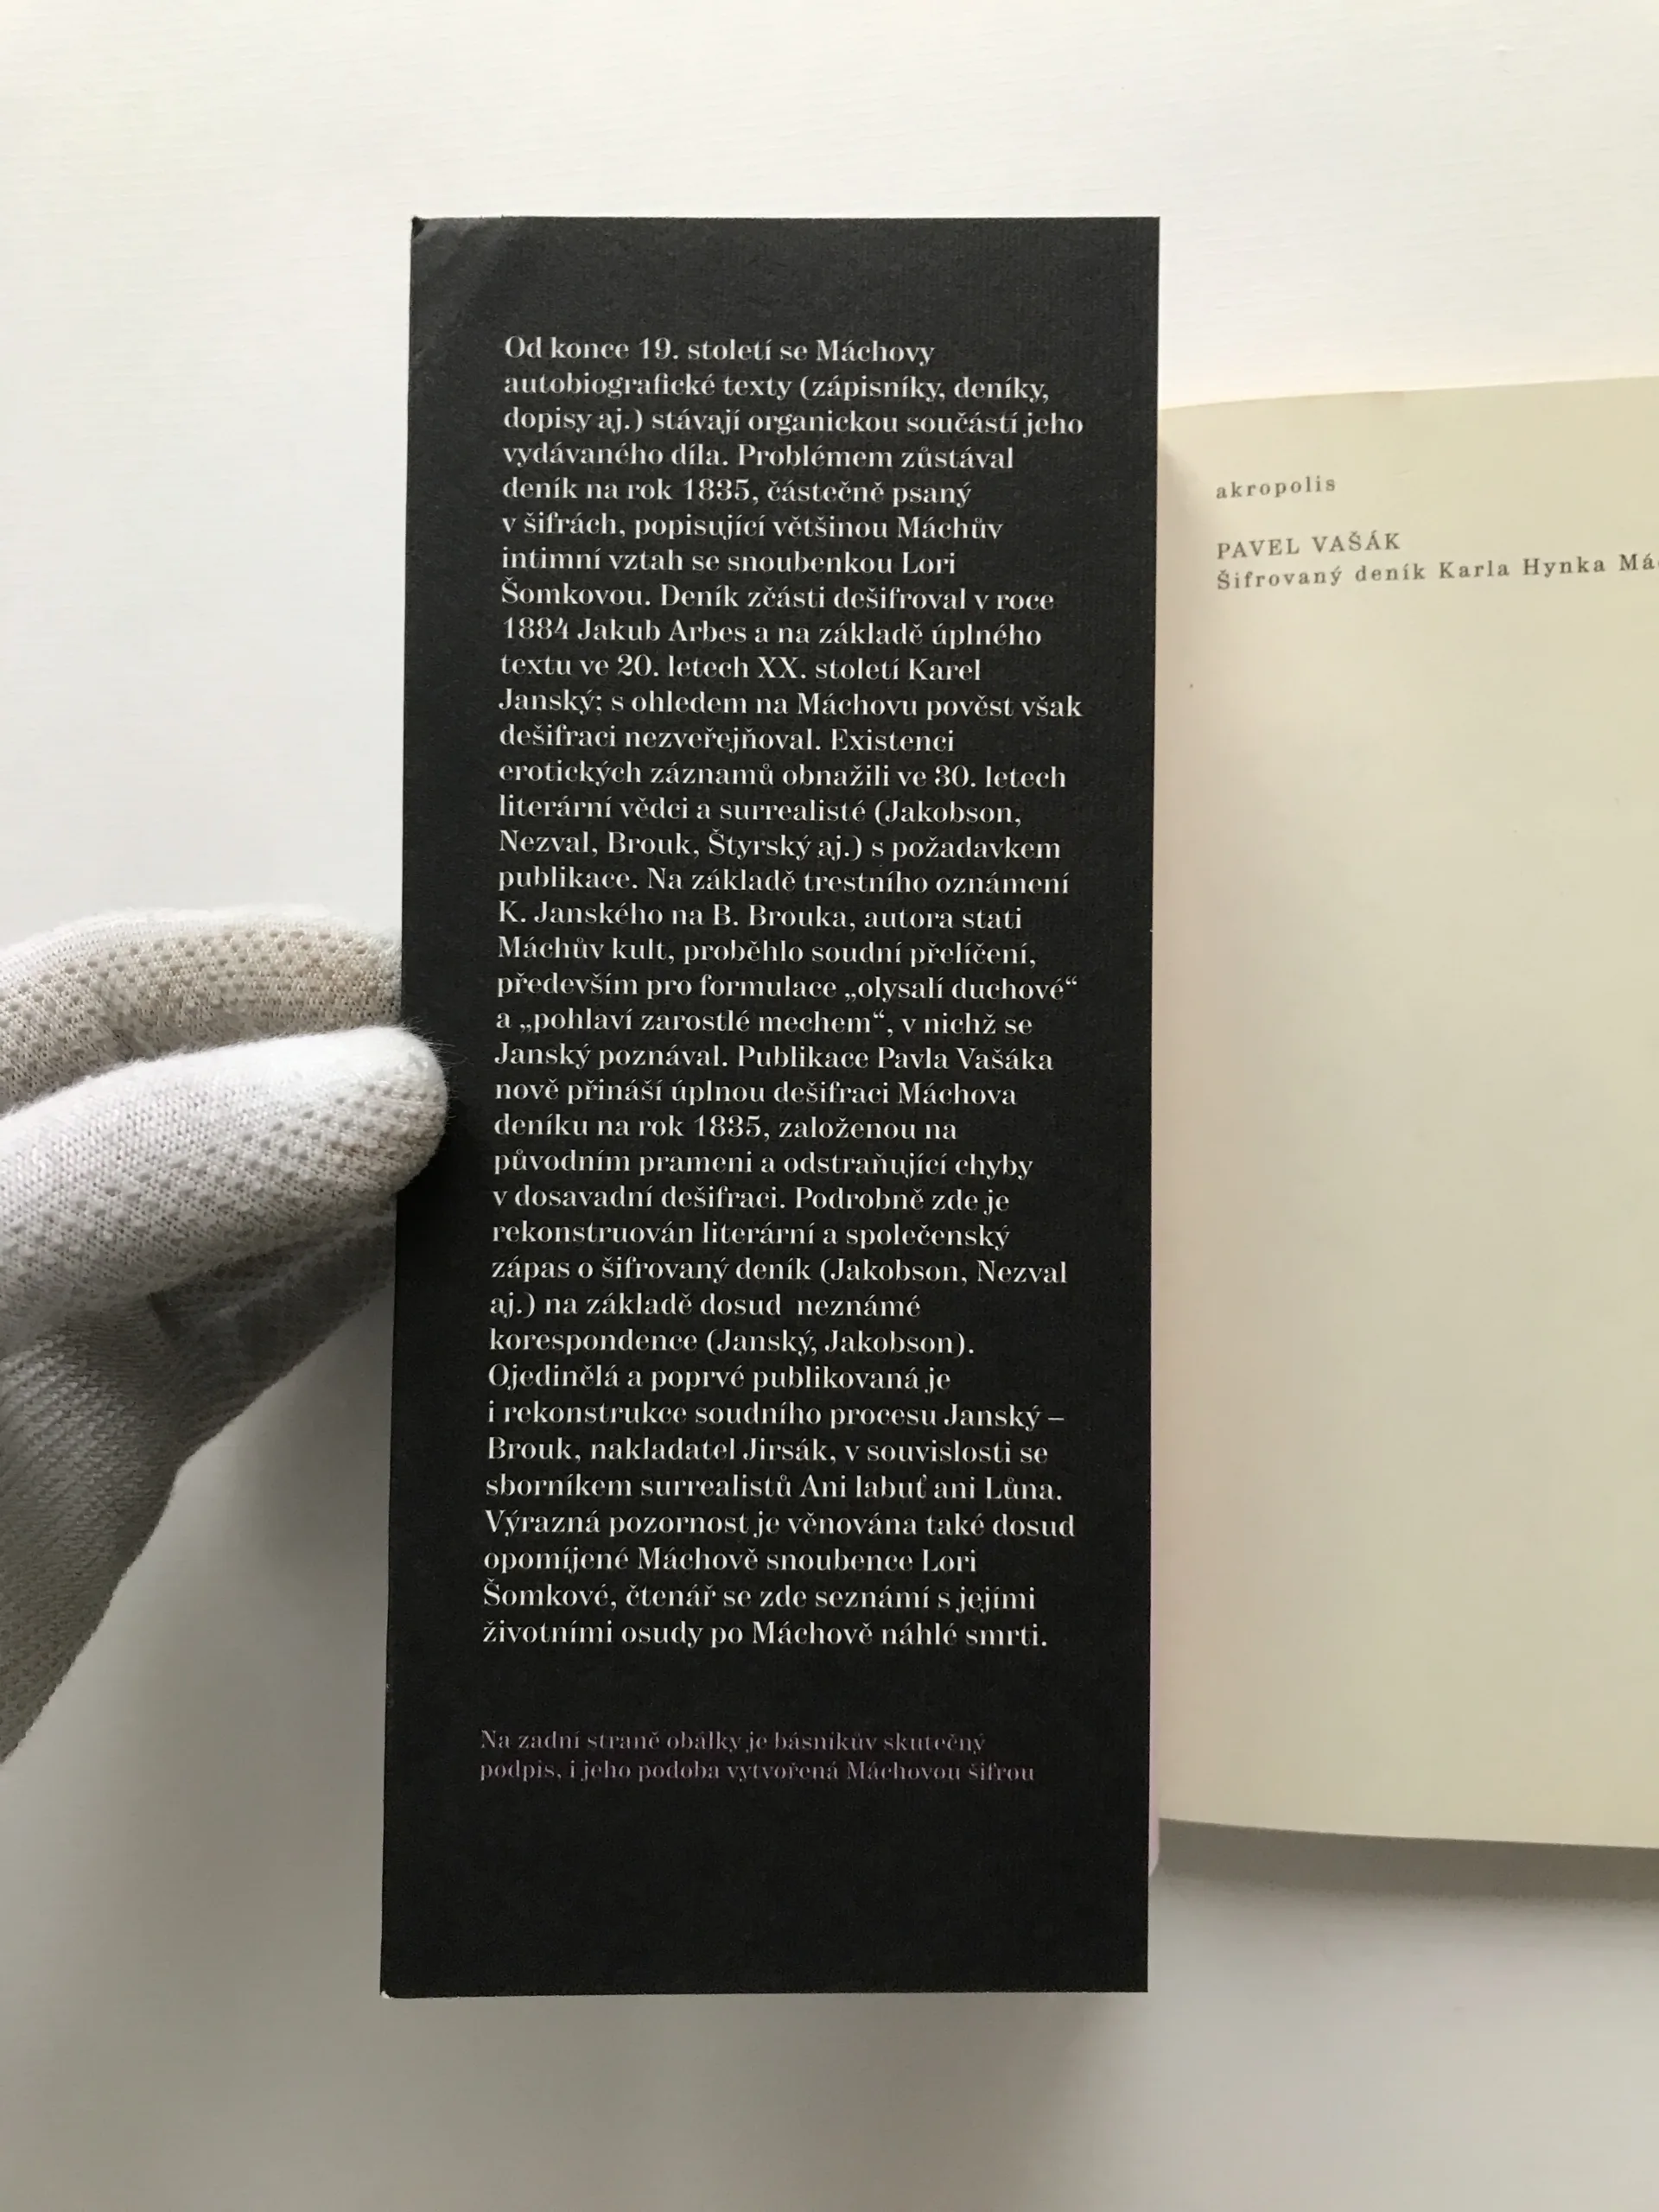 Od konce 19. století se Máchovy
autobiografické texty (zápisníky, deníky,
dopisy aj.) stávají organickou součástí jeho
vydávaného díla. Problémem zůstával
deník na rok 1835, částečně psaný
v šifrách, popisující většinou Máchův
intimní vztah se snoubenkou Lori
Šomkovou. Deník zčásti dešifroval v roce
1884 Jakub Arbes a na základě úplného
textu ve 20. letech XX. století Karel
Janský; s ohledem na Máchovu pověst však
dešifraci nezveřejňoval. Existenci
erotických záznamů obnažili ve 30. letech
literární vědci a surrealisté (Jakobson,
Nezval, Brouk, Štyrský aj.) s požadavkem
publikace. Na základě trestního oznámení
K. Janského na B. Brouka, autora stati
Máchův kult, proběhlo soudní přelíčení,
především pro formulace „olysalí duchové“
a „pohlaví zarostlé mechem“, v nichž se
Janský poznával. Publikace Pavla Vašáka
nově přináší úplnou dešifraci Máchova
deníku na rok 1835, založenou na
původním prameni a odstraňující chyby
v dosavadní dešifraci. Podrobně zde je
rekonstruován literární a společenský
zápas o šifrovaný deník (Jakobson, Nezval
aj.) na základě dosud neznámé
korespondence (Janský, Jakobson).
Ojedinělá a poprvé publikovaná je
i rekonstrukce soudního procesu Janský –
Brouk, nakladatel Jirsák, v souvislosti se
sborníkem surrealistů Ani labuť ani Lůna.
Výrazná pozornost je věnována také dosud
opomíjené Máchově snoubence Lori
Šomkové, čtenář se zde seznámí s jejími
životními osudy po Máchově náhlé smrti.
Na zadní straně obálky je básníkův skutečný
podpis, i jeho podoba vytvořená Máchovou šifrou
akropolis
PAVEL VAŠÁK
Šifrovaný deník Karla Hynka Má